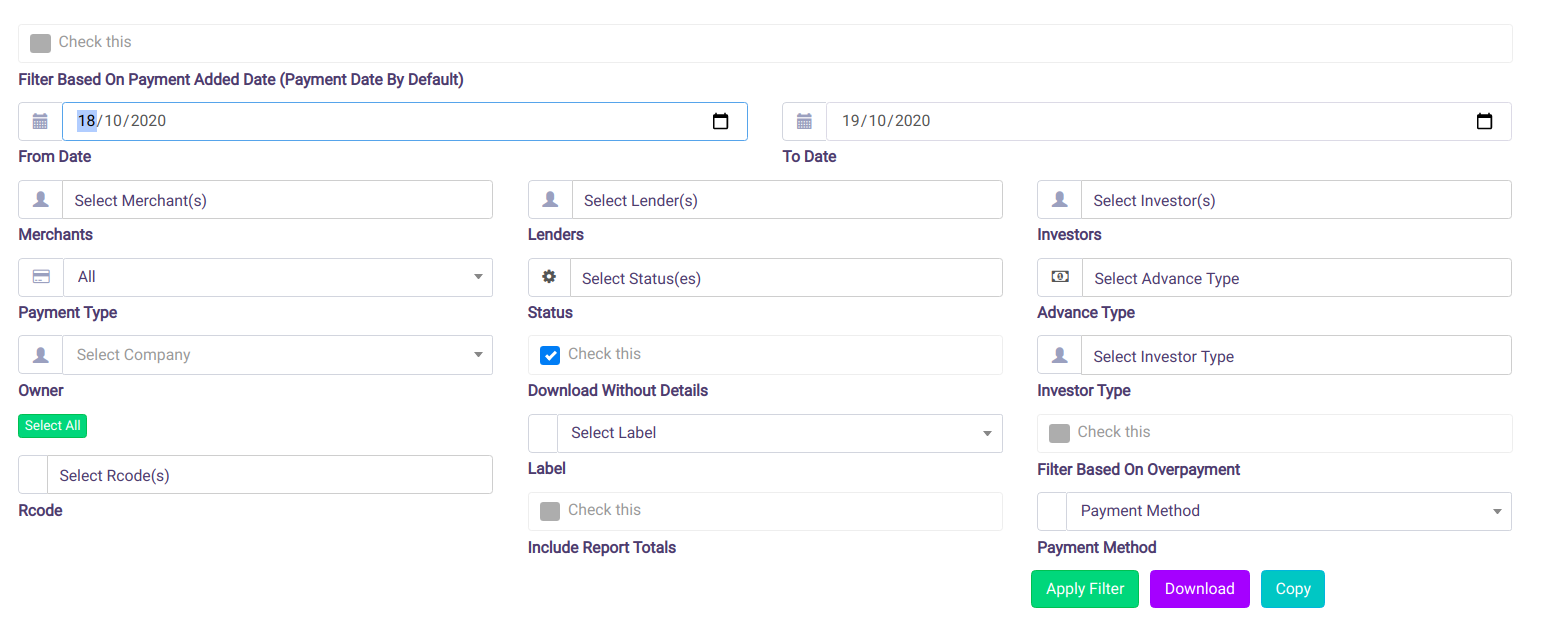 Check this
Filter Based On Payment Added Date (Payment Date By Default)
18/10/2020
19/10/2020
From Date
To Date
Select Merchant(s)
Select Lender(s)
Select Investor(s)
Merchants
Lenders
Investors
All
Select Status(es)
Select Advance Type
Payment Type
Status
Advance Type
Select Company
Check this
Select Investor Type
Owner
Download Without Details
Investor Type
Select All
Select Label
Check this
Label
Filter Based On Overpayment
Select Rcode(s)
Rcode
Check this
Payment Method
Include Report Totals
Payment Method
Apply Filter
Download
Copy